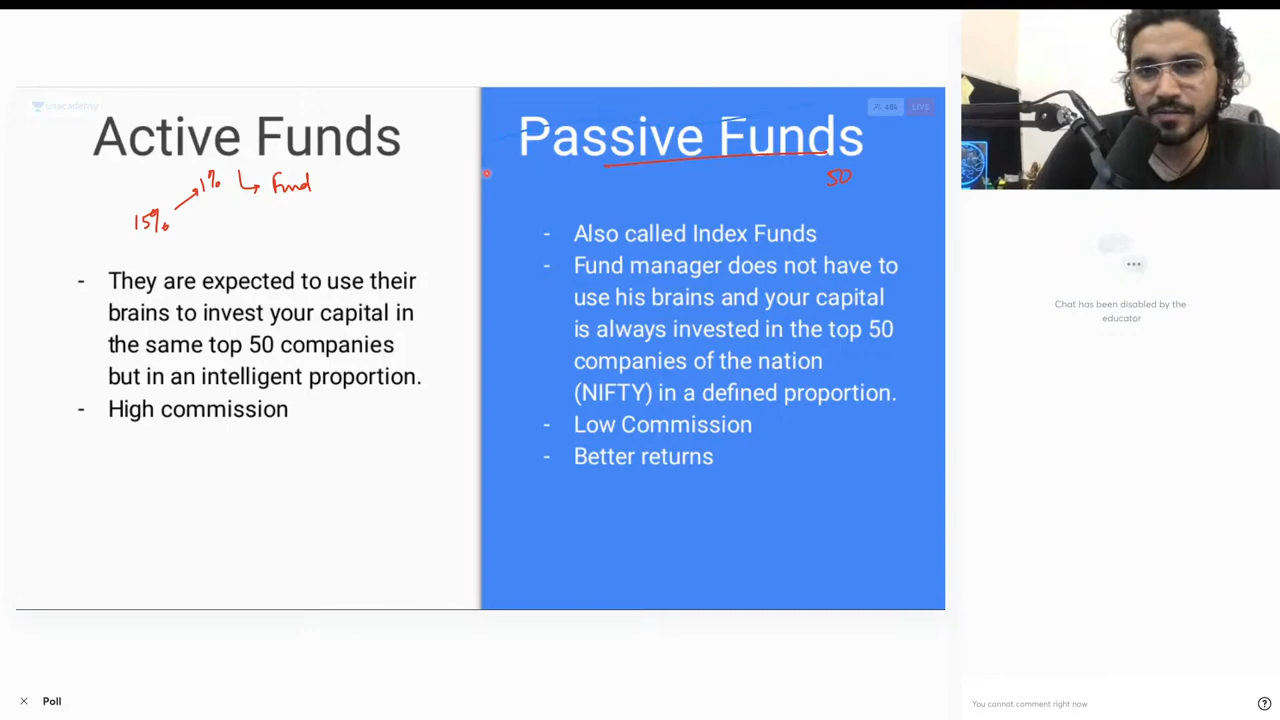 unacademy
Active Funds
1% ↳ Fund
15%
- They are expected to use their
brains to invest your capital in
the same top 50 companies
but in an intelligent proportion.
- High commission
Passive Funds
486 LIVE
50
- Also called Index Funds
- Fund manager does not have to
use his brains and your capital
is always invested in the top 50
companies of the nation
(NIFTY) in a defined proportion.
- Low Commission
- Better returns
Chat has been disabled by the
educator
Poll
You cannot comment right now
?